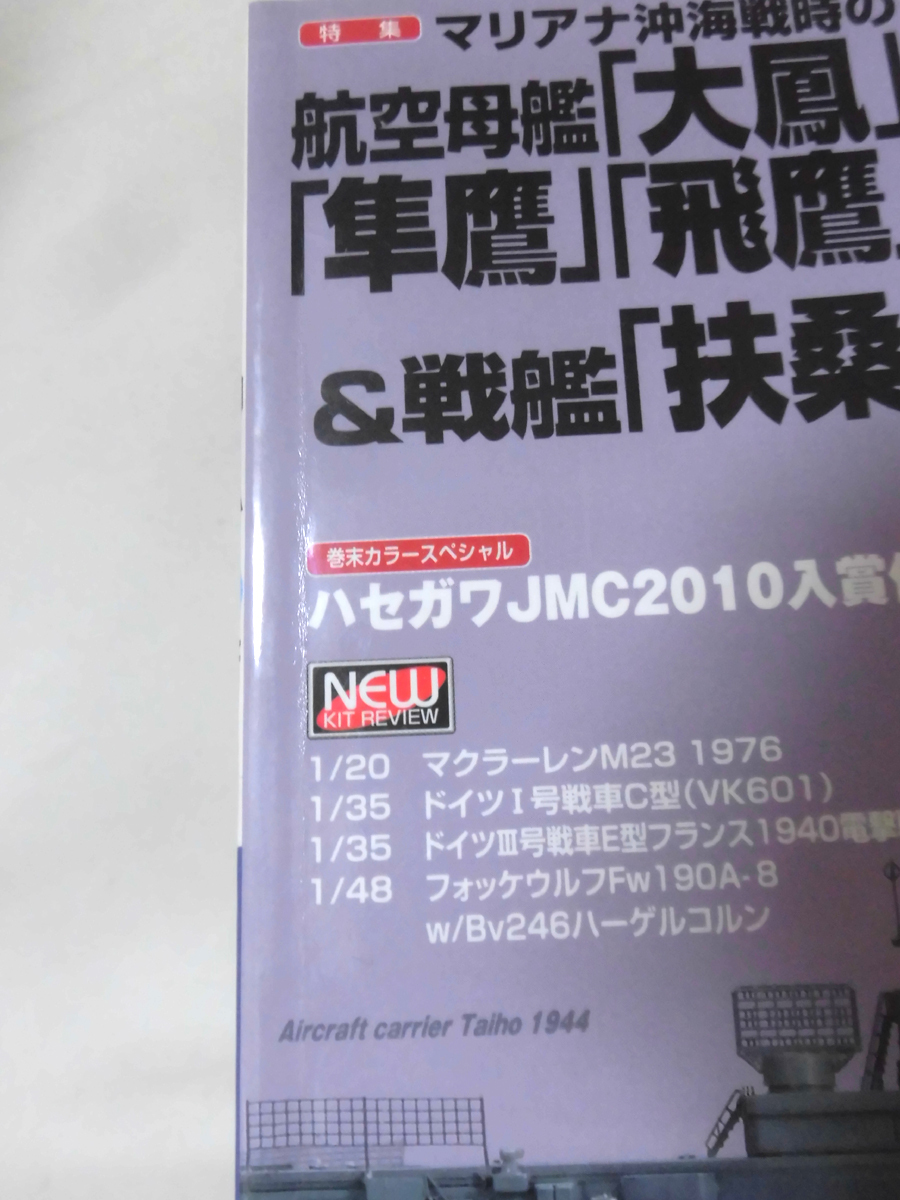 特集
マリアナ沖海戦時の
航空母艦「大鳳」
「隼鷹」「飛鷹」
&戦艦「扶桑
巻末カラースペシャル
ハセガワJMC2010入賞作
NEW
KIT REVIEW
1/20 マクラーレンM23 1976
1/35 ドイツⅠ号戦車C型(VK601)
1/35 ドイツⅢ号戦車E型フランス1940電撃
1/48 フォッケウルフFw190A-8
w/Bv246ハーゲルコルン
Aircraft carrier Taiho 1944